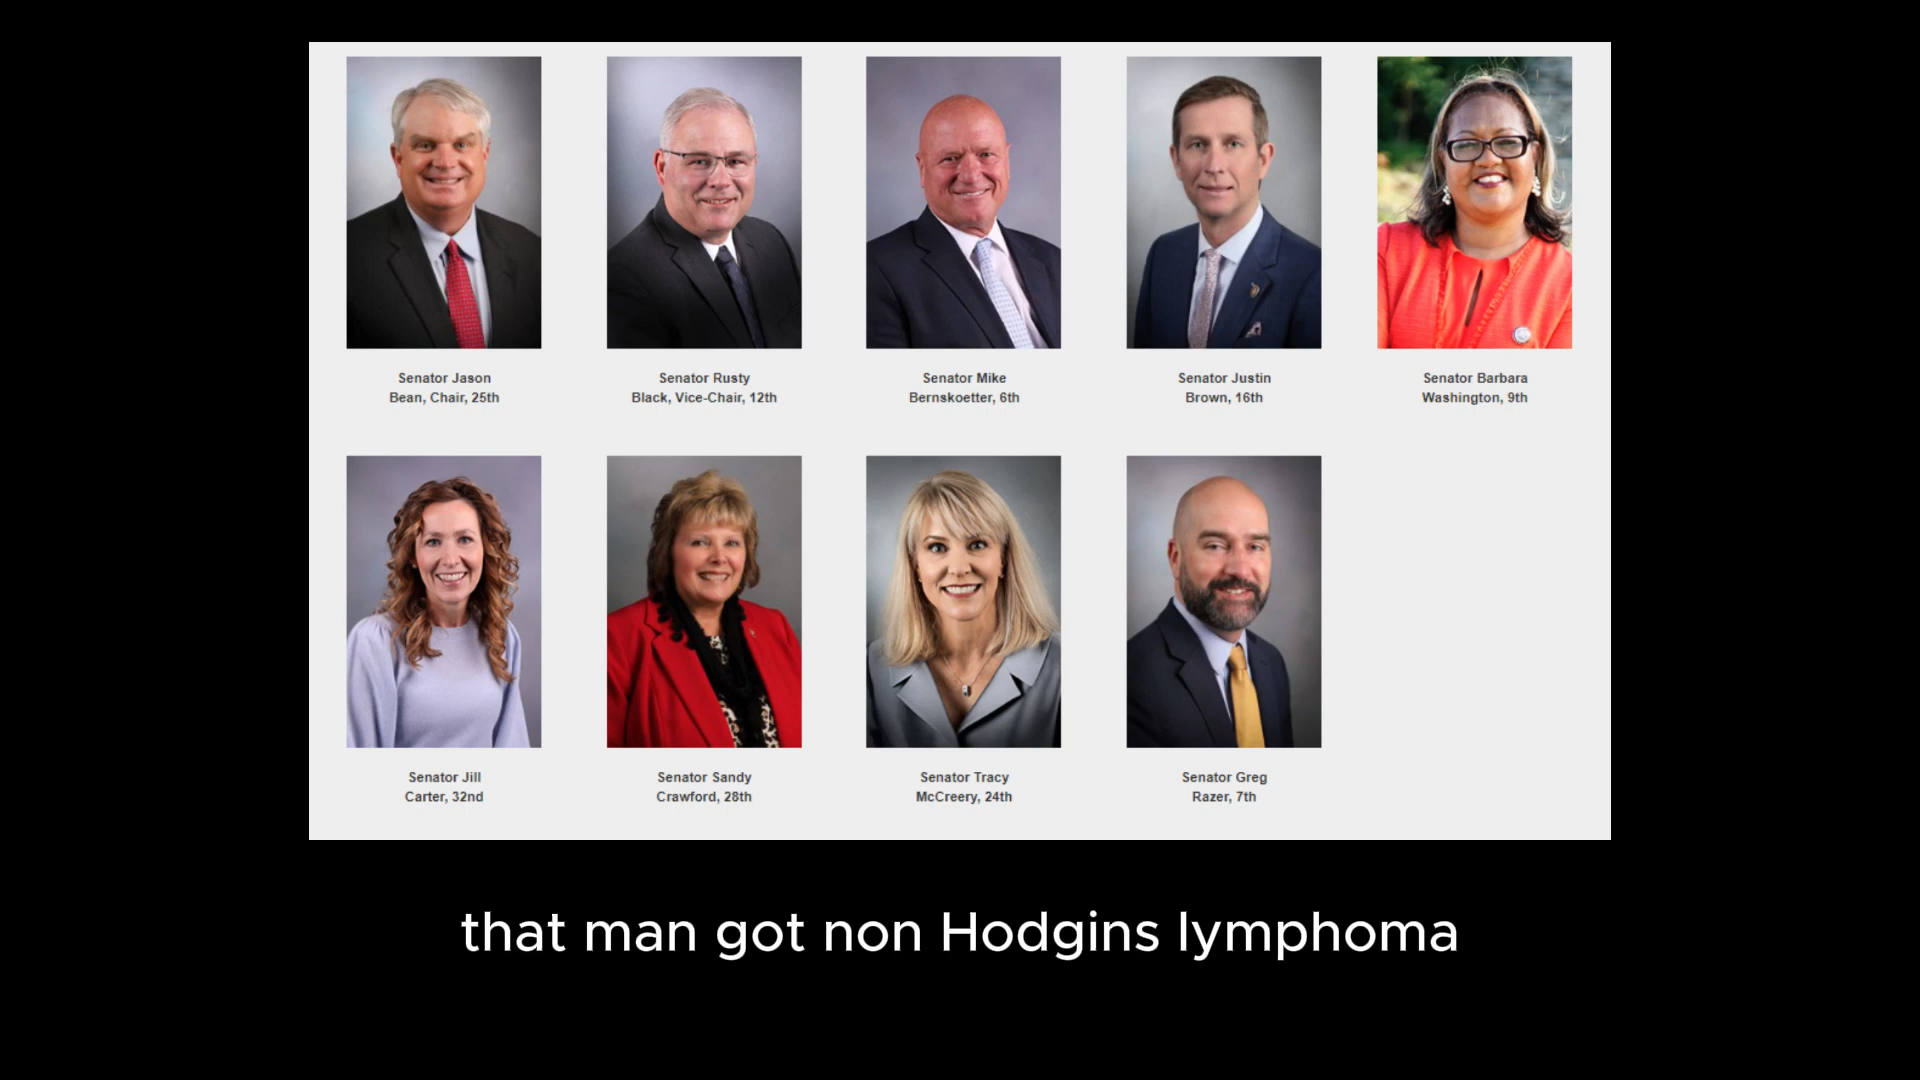 Senator Jason
Bean, Chair, 25th
Senator Rusty
Black, Vice-Chair, 12th
Senator Mike
Bernskoetter, 6th
Senator Justin
Brown, 16th
Senator Barbara
Washington, 9th
Senator Jill
Carter, 32nd
Senator Sandy
Crawford, 28th
Senator Tracy
McCreery, 24th
Senator Greg
Razer, 7th
that man got non Hodgins lymphoma